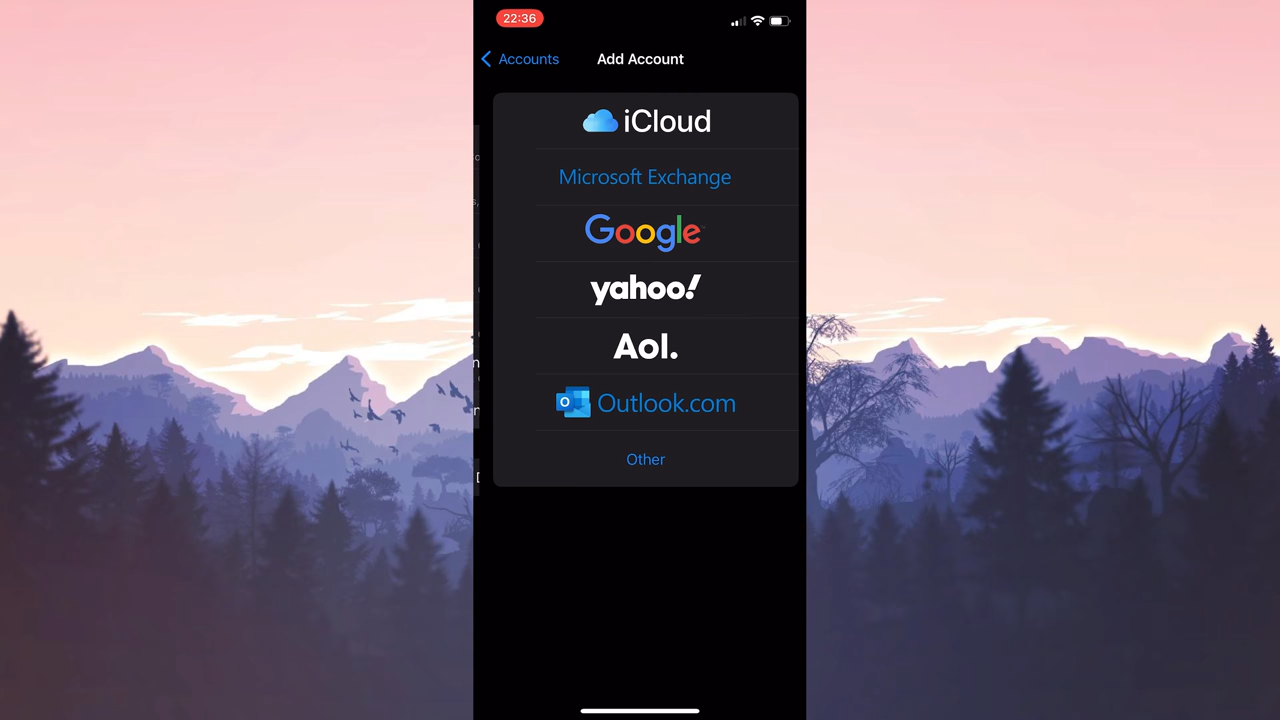 22:36
Accounts
Add Account
iCloud
Microsoft Exchange
Google
yahoo!
Aol.
Outlook.com
Other